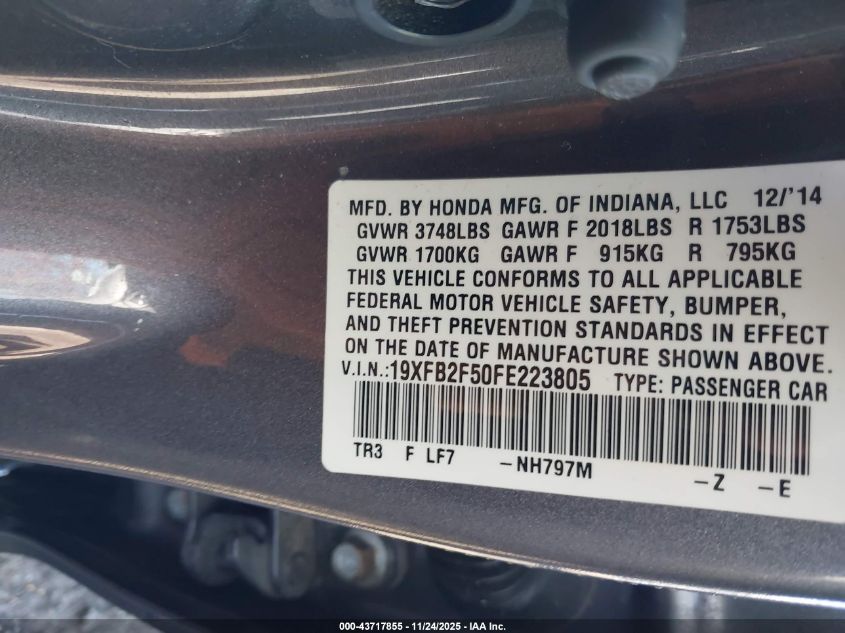 MFD. BY HONDA MFG. OF INDIANA, LLC 12/'14
GVWR 3748LBS GAWR F 2018LBS R 1753LBS
GVWR 1700KG GAWR F 915KG R 795KG
THIS VEHICLE CONFORMS TO ALL APPLICABLE
FEDERAL MOTOR VEHICLE SAFETY, BUMPER,
AND THEFT PREVENTION STANDARDS IN EFFECT
ON THE DATE OF MANUFACTURE SHOWN ABOVE.
V.I.N.:19XFB2F50FE223805 TYPE: PASSENGER CAR
TR3 F LF7 -NH797M -Z -E
000-43717855 - 11/24/2025 - IAA Inc.